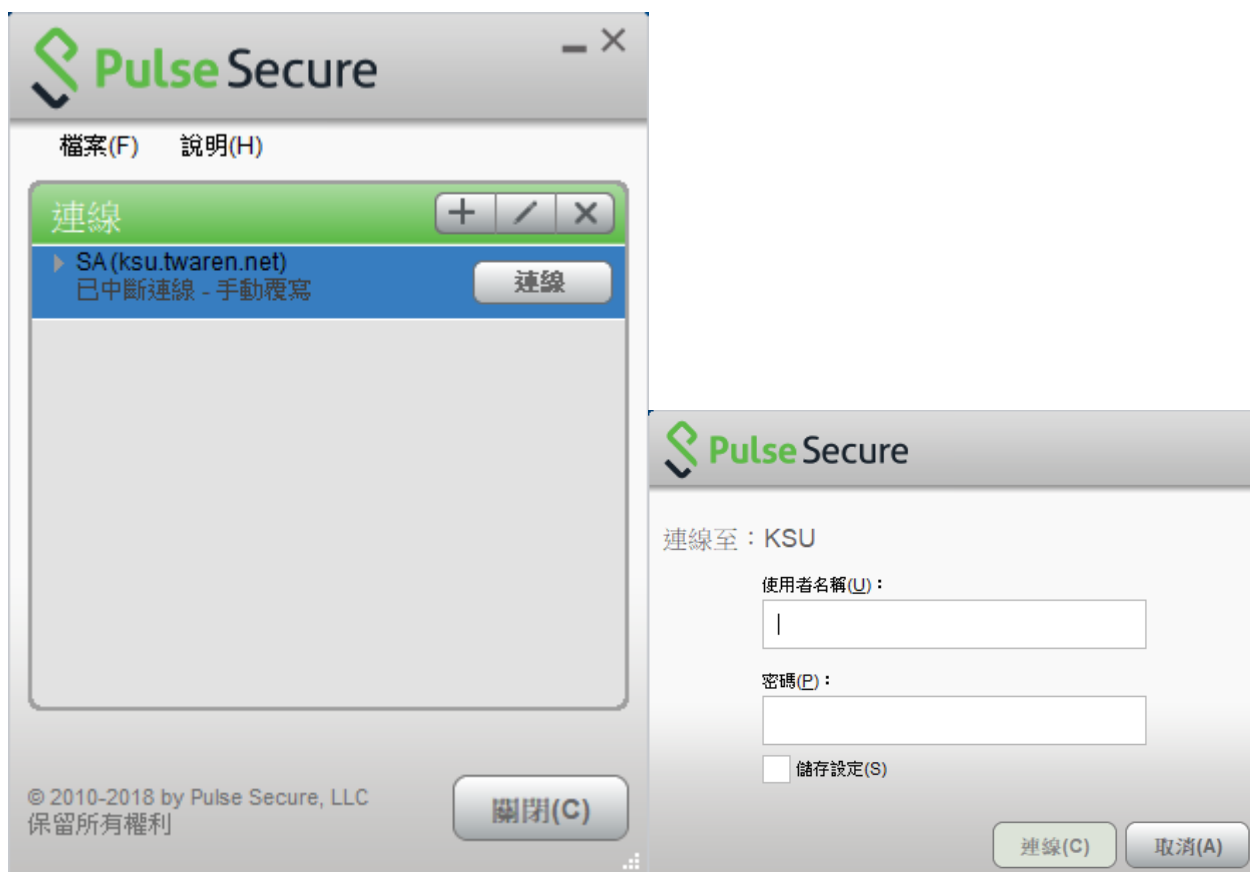 Pulse Secure
檔案(F) 說明(H)
連線
SA(ksu.twaren.net)
已中斷連線 - 手動覆寫
連線
© 2010-2018 by Pulse Secure, LLC
保留所有權利
關閉(C)
Pulse Secure
連線至：KSU
使用者名稱(U)：
密碼(P)：
儲存設定(S)
連線(C) 取消(A)